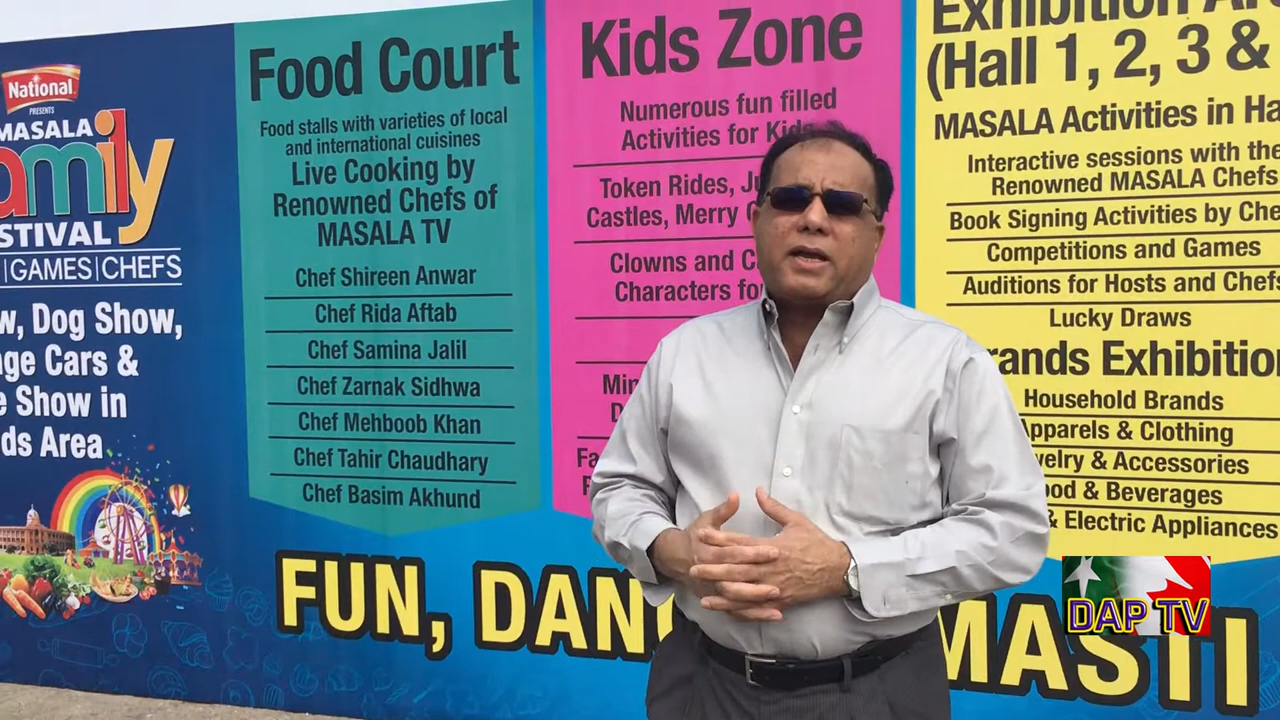 National
PRESENTS
MASALA
amily
STIVAL
|GAMES|CHEFS
w, Dog Show,
ge Cars &
e Show in
ds Area
Food Court
Food stalls with varieties of local
and international cuisines
Live Cooking by
Renowned Chefs of
MASALA TV
Chef Shireen Anwar
Chef Rida Aftab
Chef Samina Jalil
Chef Zarnak Sidhwa
Chef Mehboob Khan
Chef Tahir Chaudhary
Chef Basim Akhund
Kids Zone
Numerous fun filled
Activities for Kids
Token Rides, Ju
Castles, Merry
Clowns and C
Characters fo
Min
D
Fa
Exhibition Ar
(Hall 1, 2, 3 &
MASALA Activities in Ha
Interactive sessions with the
Renowned MASALA Chefs
Book Signing Activities by Che
Competitions and Games
Auditions for Hosts and Chefs
Lucky Draws
rands Exhibition
Household Brands
Apparels & Clothing
welry & Accessories
ood & Beverages
& Electric Appliances
FUN, DAN MASTI
DAP TV